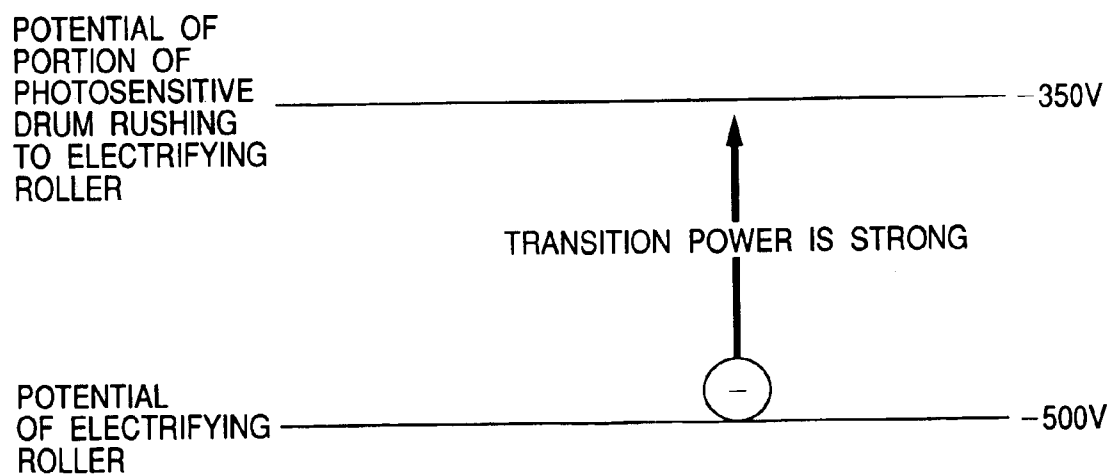 POTENTIAL OF
PORTION OF
PHOTOSENSITIVE
DRUM RUSHING
TO ELECTRIFYING
ROLLER
-350V
TRANSITION POWER IS STRONG
-
POTENTIAL
OF ELECTRIFYING
ROLLER
-500V